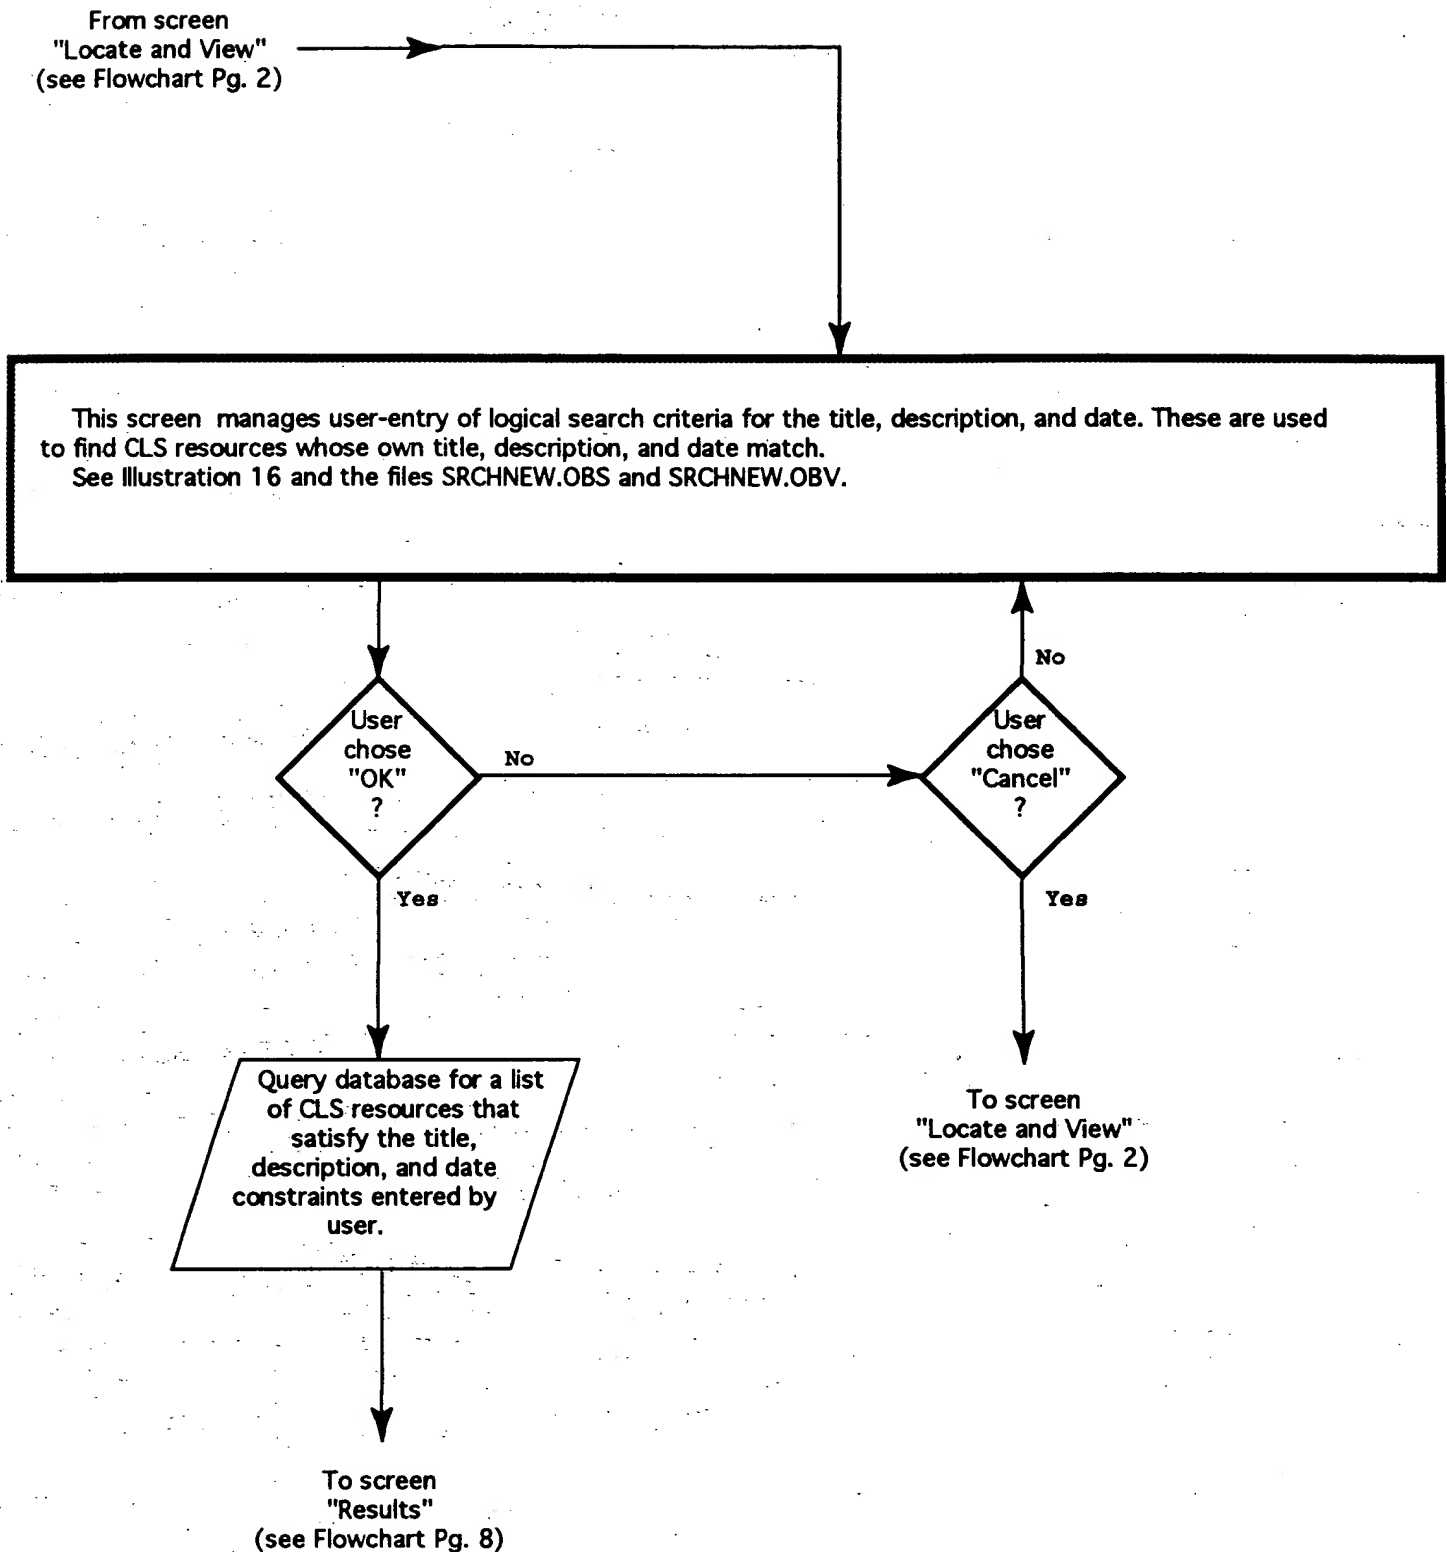 From screen
"Locate and View"
(see Flowchart Pg. 2)
This screen manages user-entry of logical search criteria for the title, description, and date. These are used
to find CLS resources whose own title, description, and date match.
See Illustration 16 and the files SRCHNEW.OBS and SRCHNEW.OBV.
No
User
chose
"OK"
?
No
User
chose
"Cancel"
?
Yes
Yes
Query database for a list
of CLS resources that
satisfy the title,
description, and date
constraints entered by
user.
To screen
"Locate and View"
(see Flowchart Pg. 2)
To screen
"Results"
(see Flowchart Pg. 8)